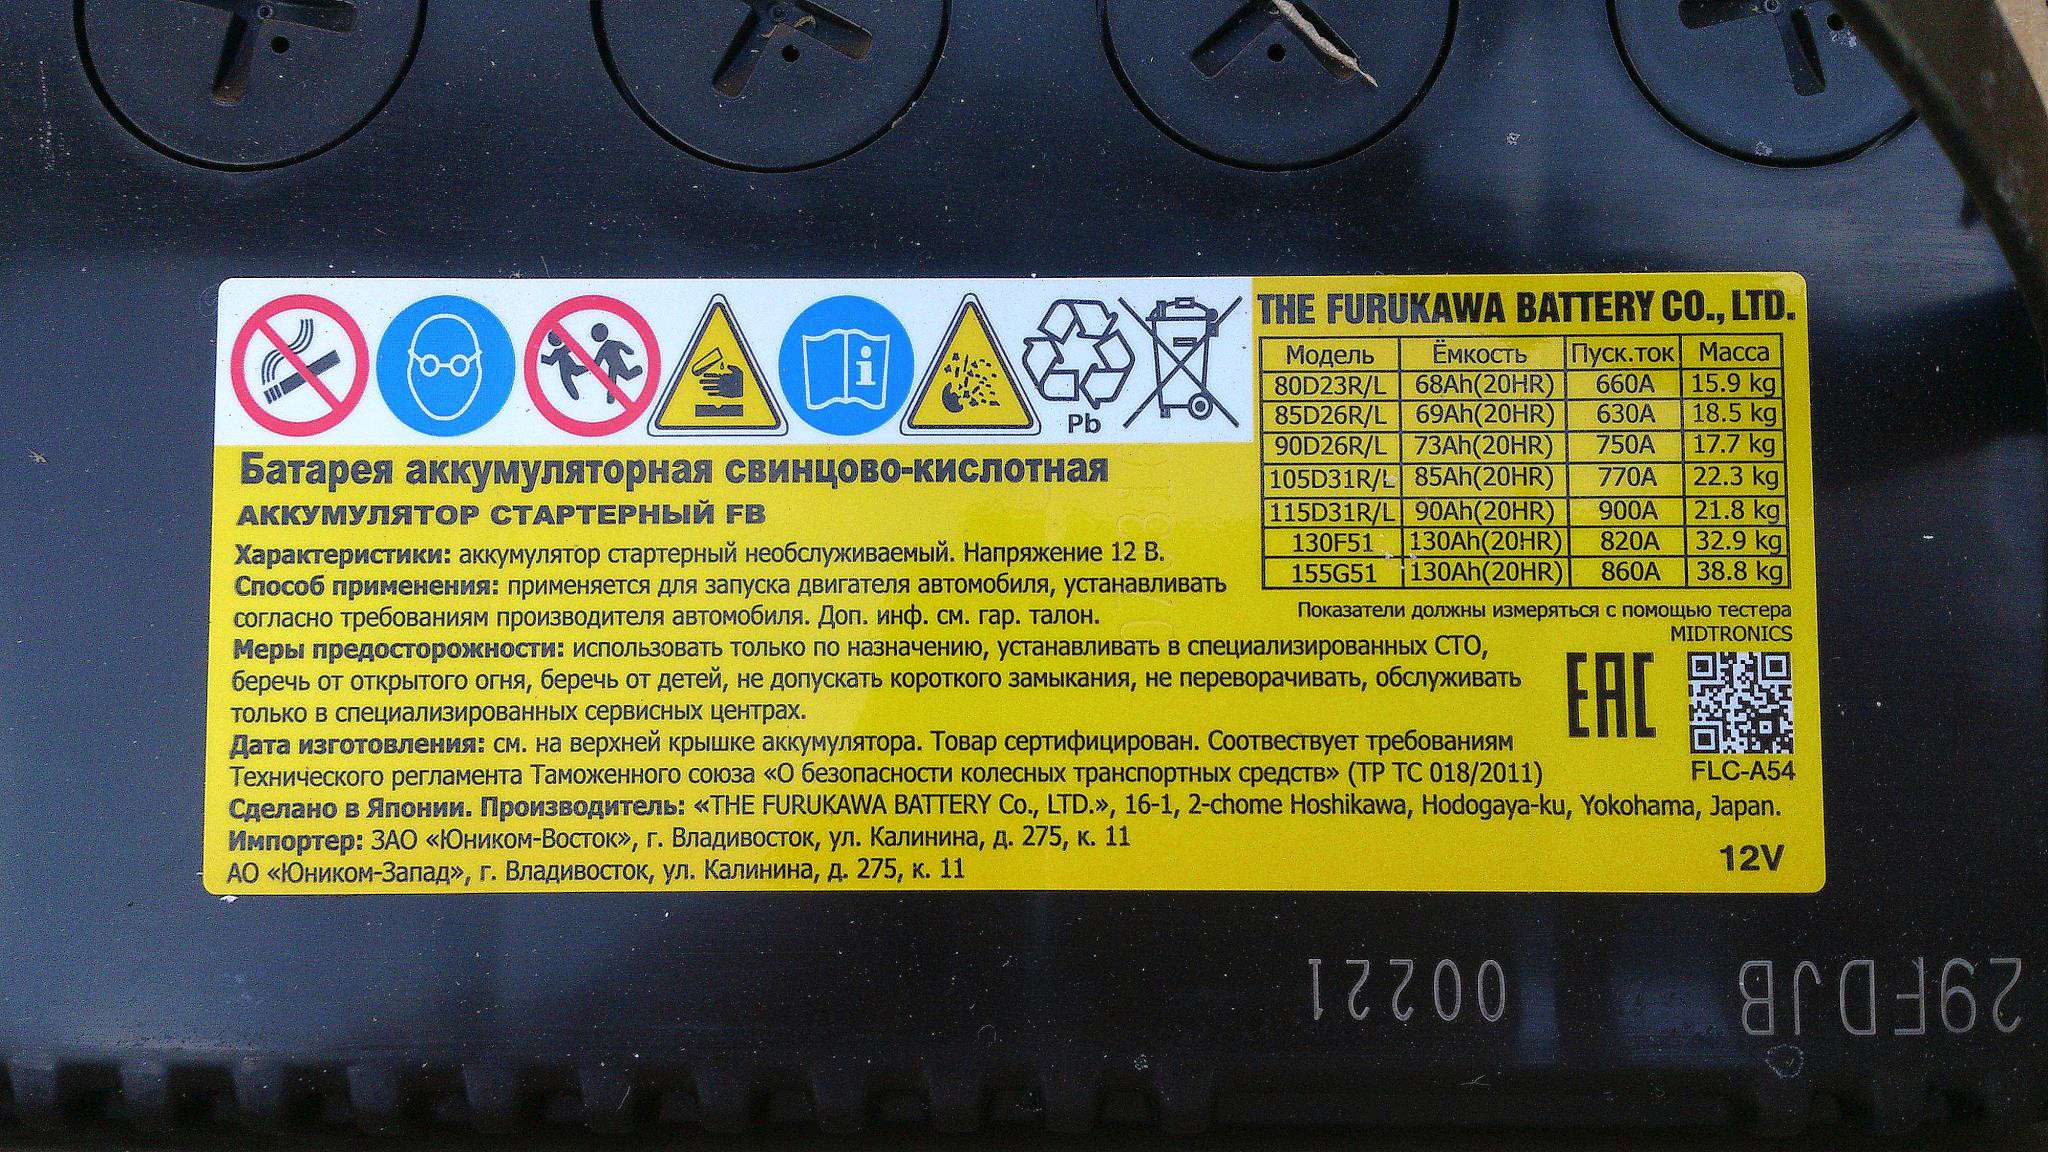 Pb
THE FURUKAWA BATTERY CO., LTD.
Модель Ёмкость Пуск.ток Масса
80D23R/L 68Ah(20HR) 660A 15.9 kg
85D26R/L 69Ah(20HR) 630A 18.5 kg
90D26R/L 73Ah(20HR) 750A 17.7 kg
105D31R/L 85Ah(20HR) 770A 22.3 kg
115D31R/L 90Ah(20HR) 900A 21.8 kg
130F51 130Ah(20HR) 820A 32.9 kg
155G51 130Ah(20HR) 860A 38.8 kg
Показатели должны измеряться с помощью тестера
MIDTRONICS
Батарея аккумуляторная свинцово-кислотная
АККУМУЛЯТОР СТАРТЕРНЫЙ FB
Характеристики: аккумулятор стартерный необслуживаемый. Напряжение 12 В.
Способ применения: применяется для запуска двигателя автомобиля, устанавливать
согласно требованиям производителя автомобиля. Доп. инф. см. гар. талон.
Меры предосторожности: использовать только по назначению, устанавливать в специализированных СТО,
беречь от открытого огня, беречь от детей, не допускать короткого замыкания, не переворачивать, обслуживать
только в специализированных сервисных центрах.
Дата изготовления: см. на верхней крышке аккумулятора. Товар сертифицирован. Соотвествует требованиям
Технического регламента Таможенного союза «О безопасности колесных транспортных средств» (ТР ТС 018/2011)
EAC
FLC-A54
Сделано в Японии. Производитель: «THE FURUKAWA BATTERY Co., LTD.», 16-1, 2-chome Hoshikawa, Hodogaya-ku, Yokohama, Japan.
Импортер: ЗАО «Юником-Восток», г. Владивосток, ул. Калинина, д. 275, к. 11
АО «Юником-Запад», г. Владивосток, ул. Калинина, д. 275, к. 11
12V
29FDJB
00221